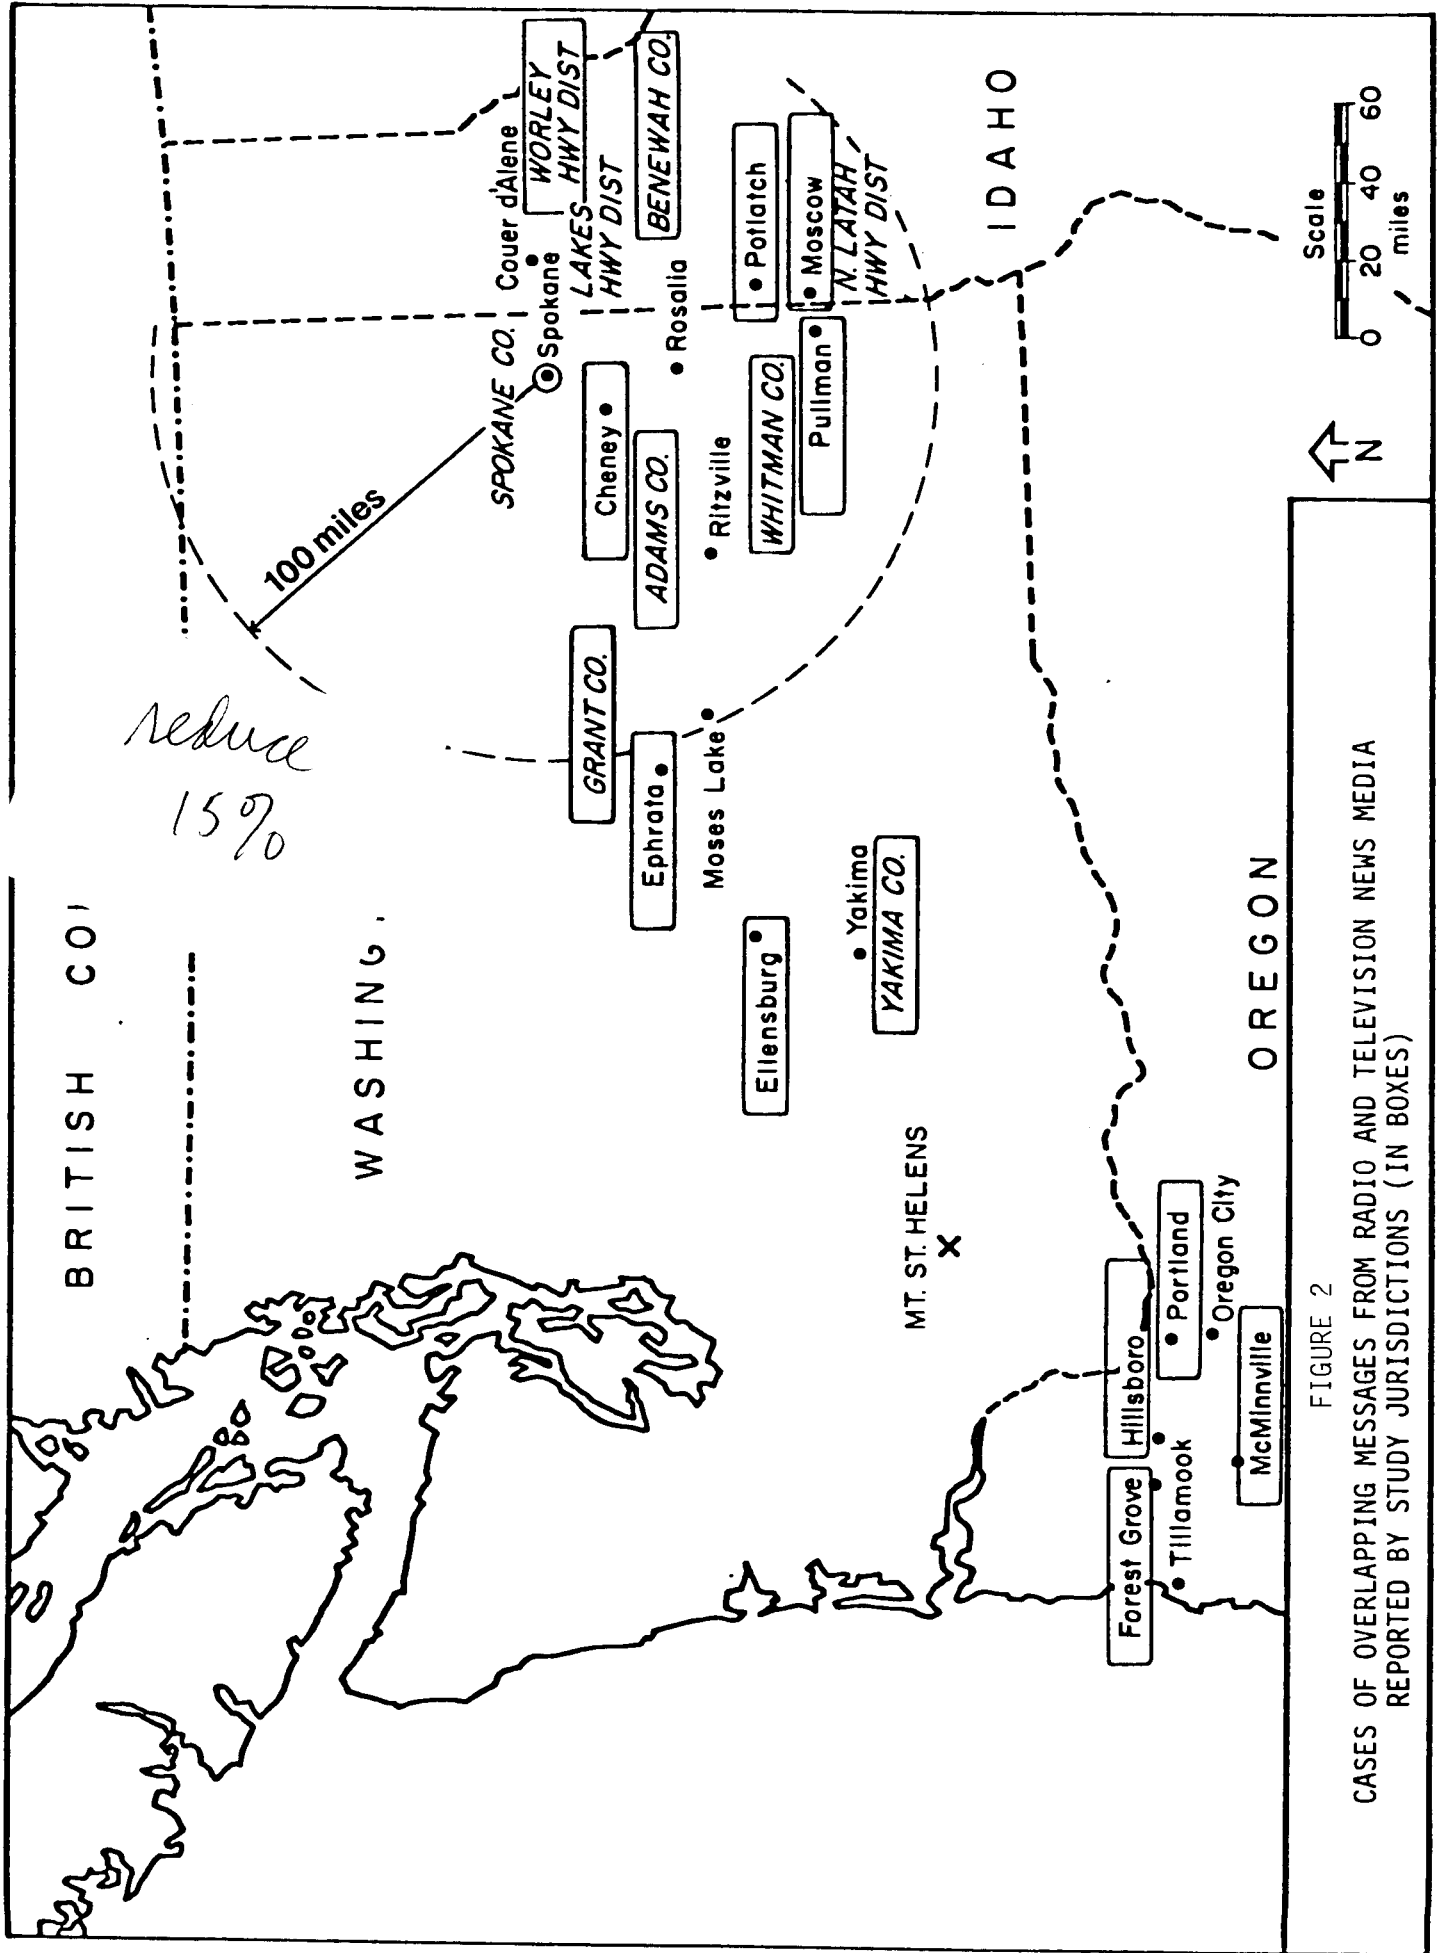 BRITISH CO
reduce
15%
WASHING
100 miles
SPOKANE CO.
Spokane
Couer d'Alene
WORLEY
HWY DIST
LAKES
HWY DIST
BENEWAH CO.
Cheney
ADAMS CO.
GRANT CO.
Ephrata
Rosalia
Moses Lake
Ritzville
Potlatch
WHITMAN CO.
Ellensburg
Pullman
Moscow
N. LATAH
HWY DIST
Yakima
YAKIMA CO.
MT. ST. HELENS
X
IDAHO
Forest Grove
Hillsboro
Portland
Tillamook
Oregon City
McMinnville
OREGON
N
Scale
0 20 40 60
miles
FIGURE 2
CASES OF OVERLAPPING MESSAGES FROM RADIO AND TELEVISION NEWS MEDIA
REPORTED BY STUDY JURISDICTIONS (IN BOXES)